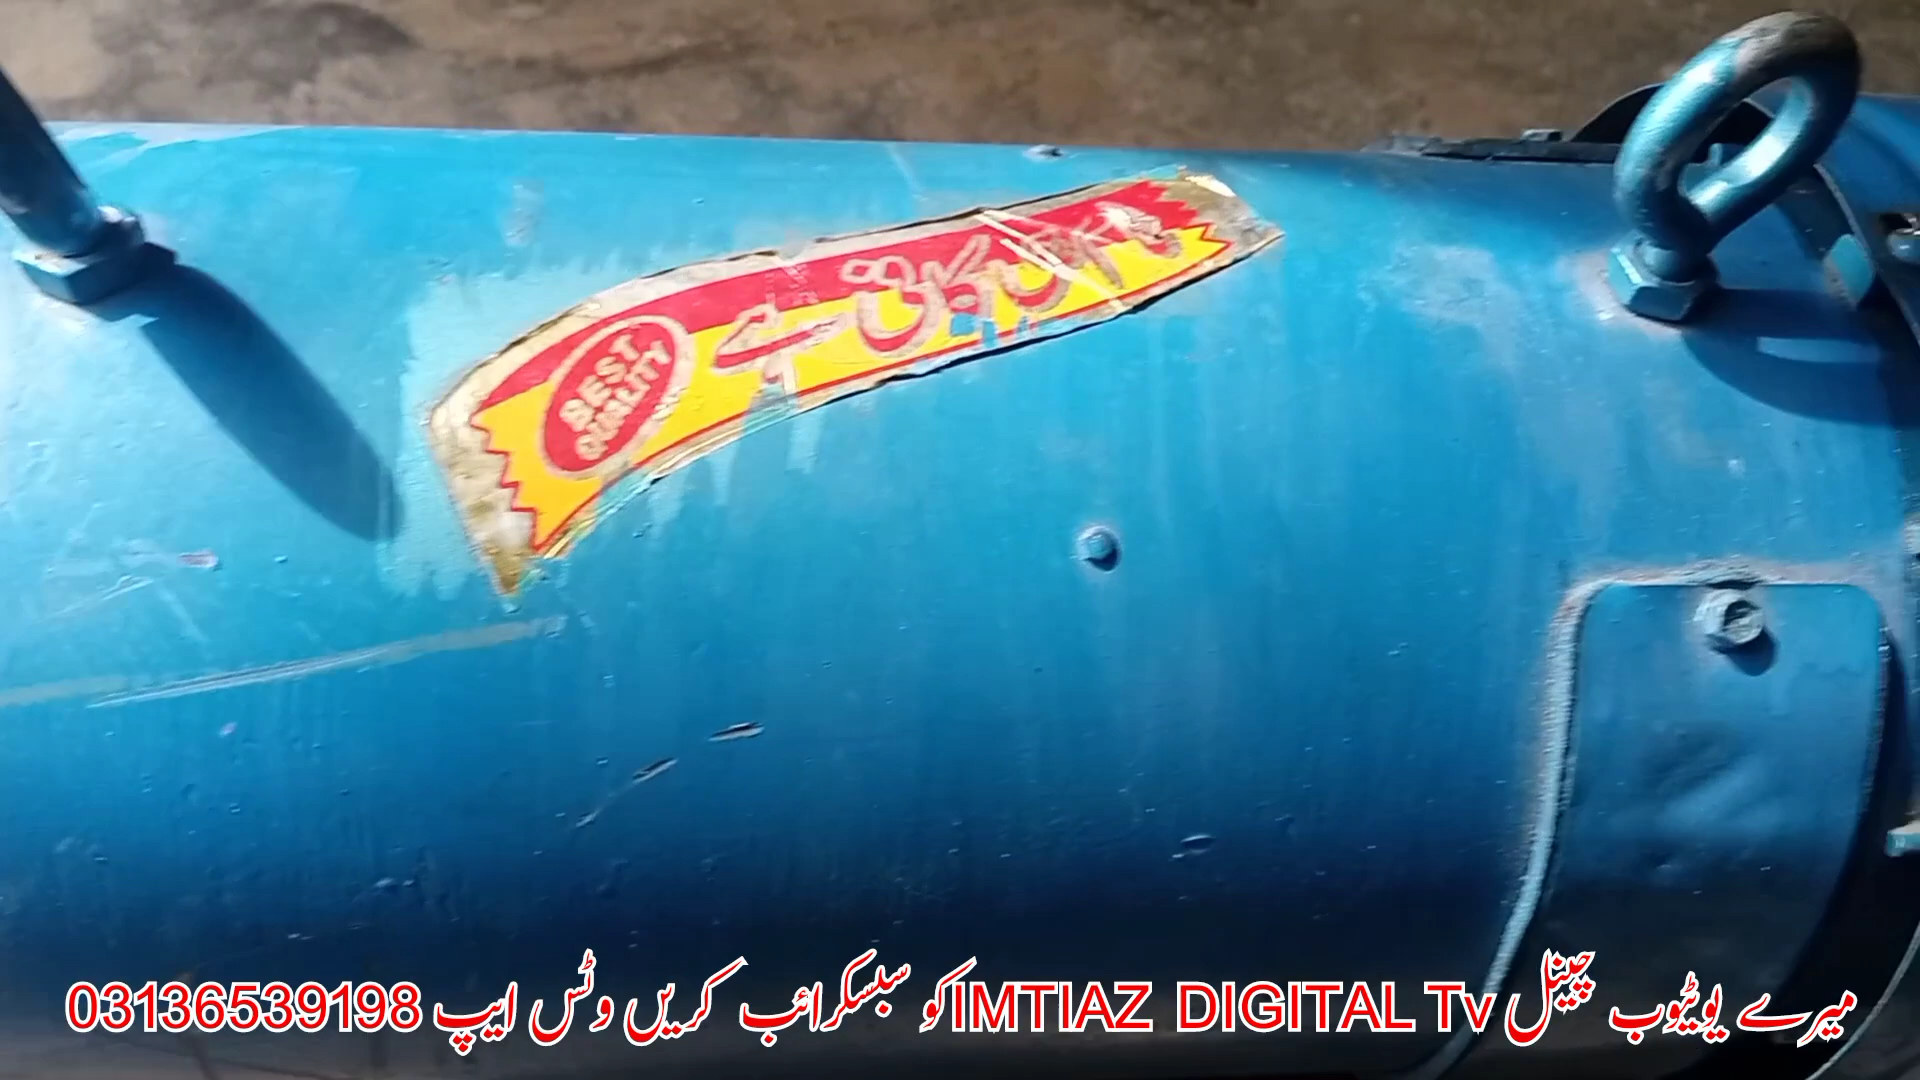 BEST
QUALITY
میرے یوٹیوب چینل IMTIAZ DIGITAL Tv کو سبسکرائب کریں وٹس ایپ 03136539198